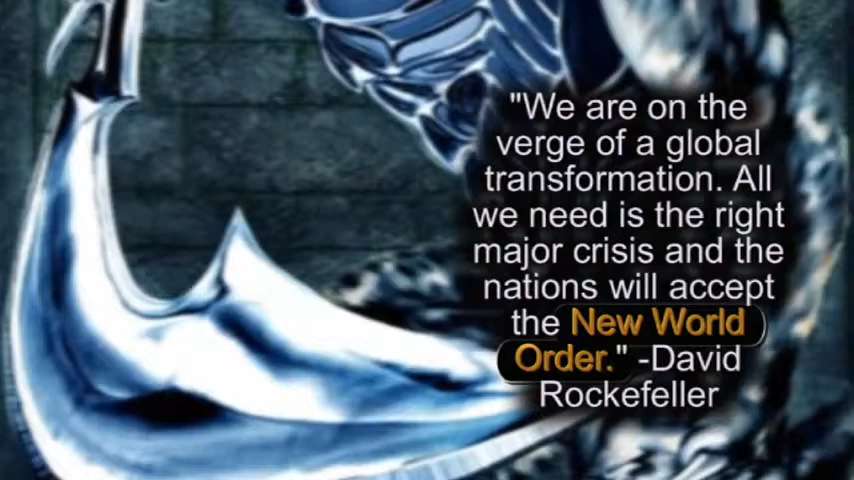 "We are on the
verge of a global
transformation. All
we need is the right
major crisis and the
nations will accept
the New World
Order." -David
Rockefeller